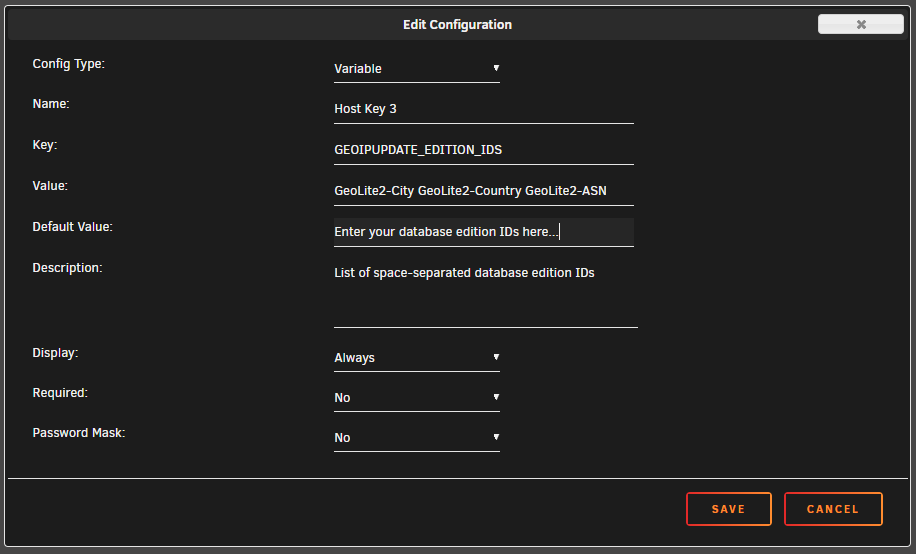 Edit Configuration
Config Type: Variable
Name: Host Key 3
Key: GEOIPUPDATE_EDITION_IDS
Value: GeoLite2-City GeoLite2-Country GeoLite2-ASN
Default Value: Enter your database edition IDs here...
Description: List of space-separated database edition IDs
Display: Always
Required: No
Password Mask: No
SAVE CANCEL